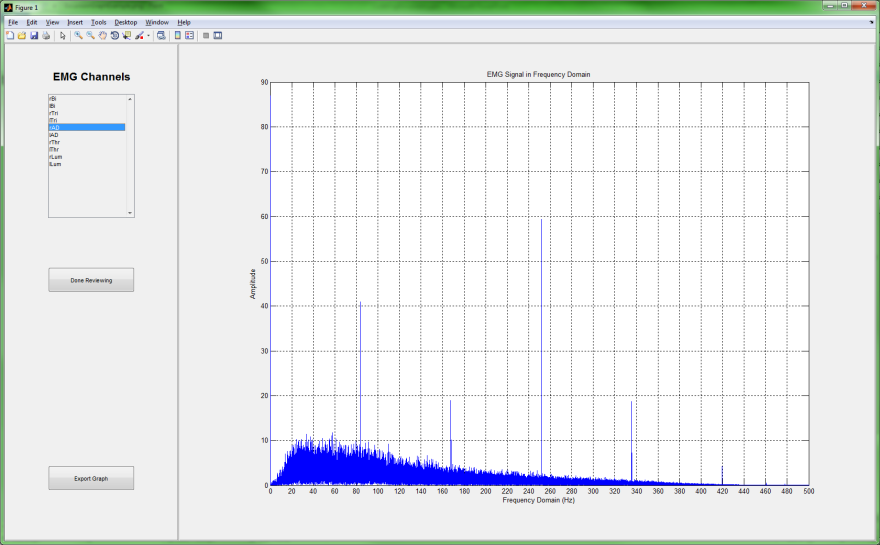 Figure 1
File Edit View Insert Tools Desktop Window Help
EMG Channels
rBi
lBi
rTri
lTri
rAD
lAD
rThr
lThr
rLum
lLum
Done Reviewing
Export Graph
EMG Signal in Frequency Domain
Amplitude
90
80
70
60
50
40
30
20
10
0
0 20 40 60 80 100 120 140 160 180 200 220 240 260 280 300 320 340 360 380 400 420 440 460 480 500
Frequency Domain (Hz)